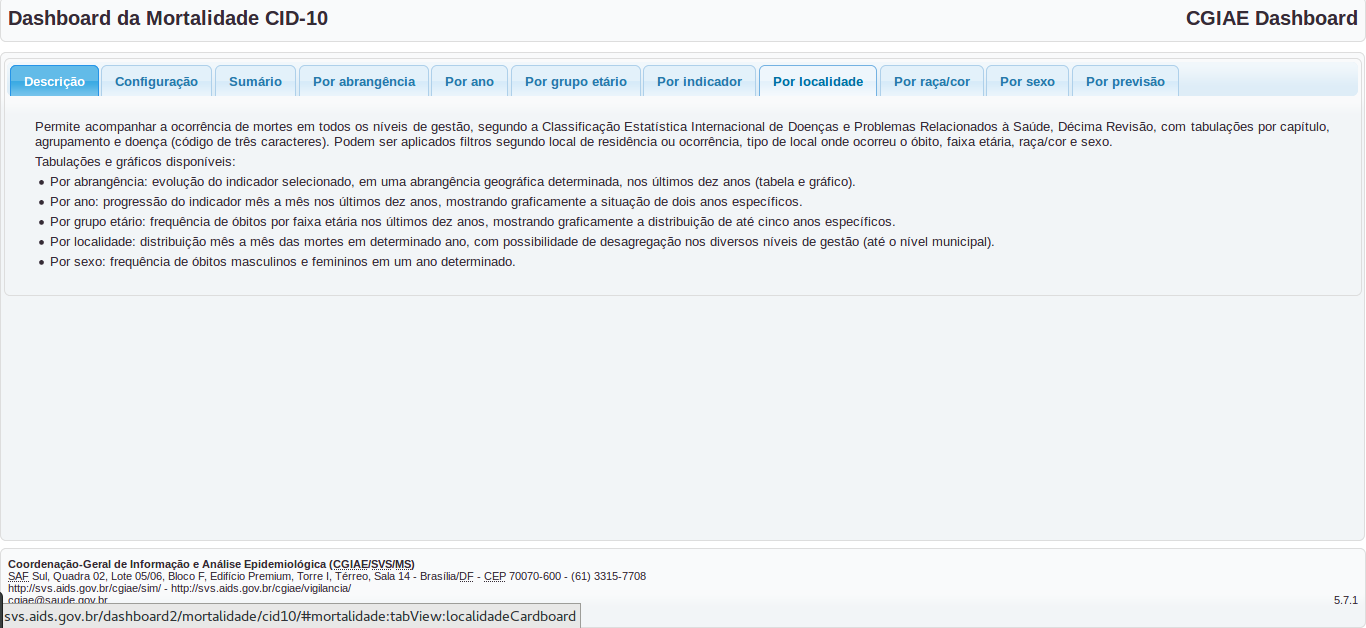 Dashboard da Mortalidade CID-10
CGIAE Dashboard
Descrição Configuração Sumário Por abrangência Por ano Por grupo etário Por indicador Por localidade Por raça/cor Por sexo Por previsão
Permite acompanhar a ocorrência de mortes em todos os níveis de gestão, segundo a Classificação Estatística Internacional de Doenças e Problemas Relacionados à Saúde, Décima Revisão, com tabulações por capítulo,
agrupamento e doença (código de três caracteres). Podem ser aplicados filtros segundo local de residência ou ocorrência, tipo de local onde ocorreu o óbito, faixa etária, raça/cor e sexo.
Tabulações e gráficos disponíveis:
• Por abrangência: evolução do indicador selecionado, em uma abrangência geográfica determinada, nos últimos dez anos (tabela e gráfico).
• Por ano: progressão do indicador mês a mês nos últimos dez anos, mostrando graficamente a situação de dois anos específicos.
• Por grupo etário: frequência de óbitos por faixa etária nos últimos dez anos, mostrando graficamente a distribuição de até cinco anos específicos.
• Por localidade: distribuição mês a mês das mortes em determinado ano, com possibilidade de desagregação nos diversos níveis de gestão (até o nível municipal).
• Por sexo: frequência de óbitos masculinos e femininos em um ano determinado.
Coordenação-Geral de Informação e Análise Epidemiológica (CGIAE/SVS/MS)
SAF Sul, Quadra 02, Lote 05/06, Bloco F, Edifício Premium, Torre I, Térreo, Sala 14 - Brasília/DF - CEP 70070-600 - (61) 3315-7708
http://svs.aids.gov.br/cgiae/sim/ - http://svs.aids.gov.br/cgiae/vigilancia/
cgiae@saude.gov.br
5.7.1
svs.aids.gov.br/dashboard2/mortalidade/cid10/#mortalidade:tabView:localidadeCardboard